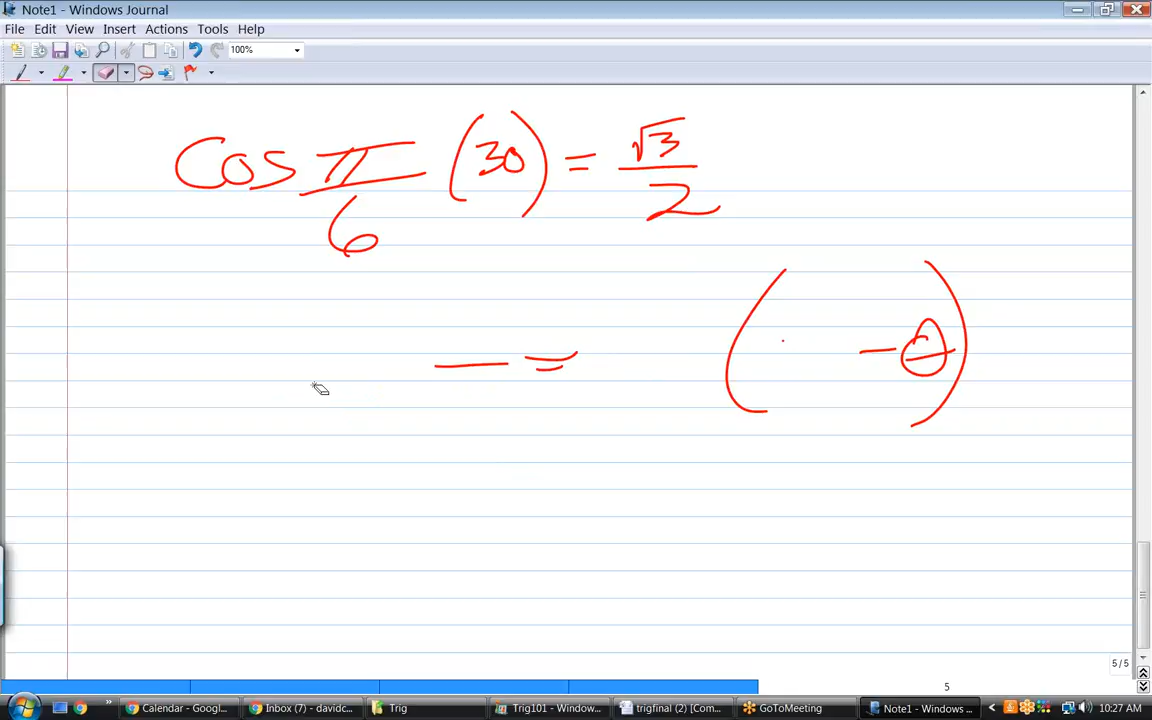 Note1 - Windows Journal
File Edit View Insert Actions Tools Help
100%
Cos π/6 (30) = √3/2
=
5/5
5
Calendar - Googl... Inbox (7) - davidc... Trig Trig101 - Window... trigfinal (2) [Com... GoToMeeting Note1 - Windows ... 10:27 AM